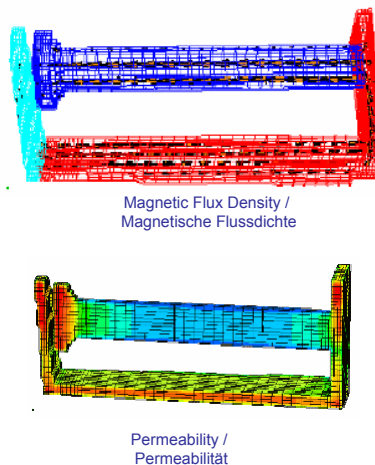 Magnetic Flux Density /
Magnetische Flussdichte
Permeability /
Permeabilität